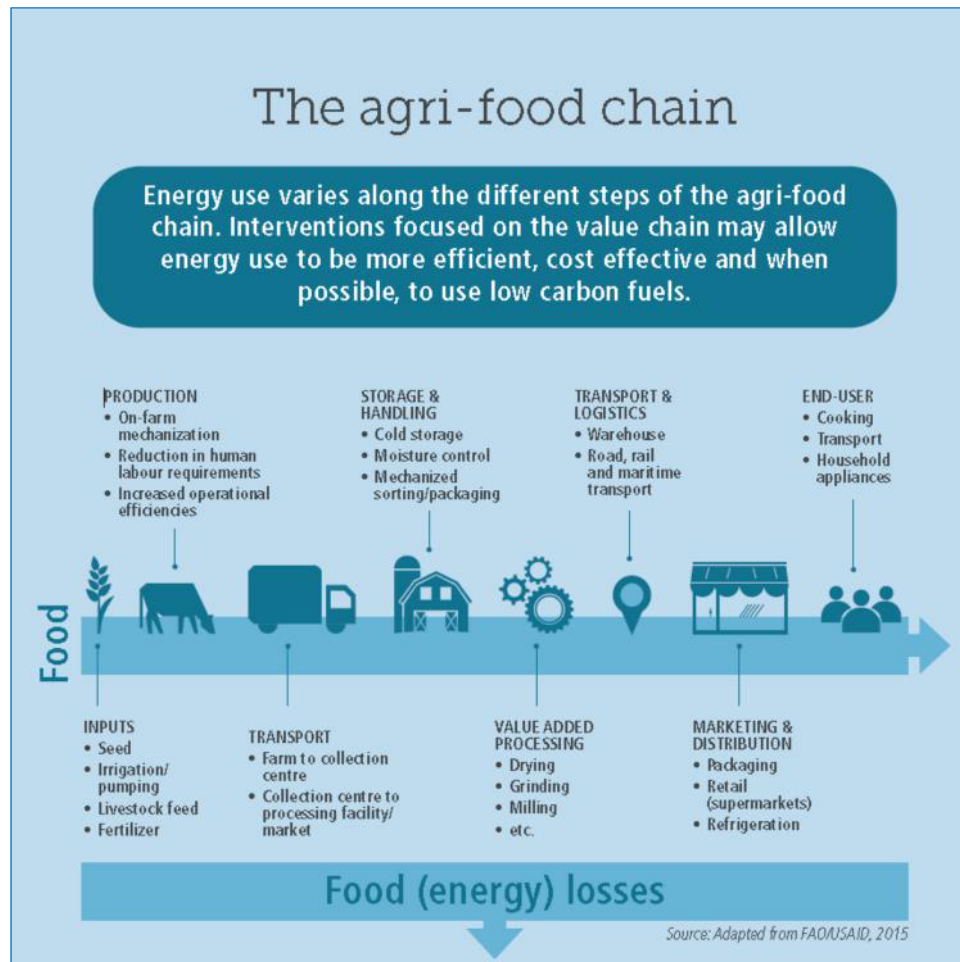 The agri-food chain
Energy use varies along the different steps of the agri-food
chain. Interventions focused on the value chain may allow
energy use to be more efficient, cost effective and when
possible, to use low carbon fuels.
PRODUCTION
• On-farm
mechanization
• Reduction in human
labour requirements
• Increased operational
efficiencies
STORAGE &
HANDLING
• Cold storage
• Moisture control
• Mechanized
sorting/packaging
TRANSPORT &
LOGISTICS
• Warehouse
• Road, rail
and maritime
transport
END-USER
• Cooking
• Transport
• Household
appliances
Food
INPUTS
• Seed
• Irrigation/
pumping
• Livestock feed
• Fertilizer
TRANSPORT
• Farm to collection
centre
• Collection centre to
processing facility/
market
VALUE ADDED
PROCESSING
• Drying
• Grinding
• Milling
• etc.
MARKETING &
DISTRIBUTION
• Packaging
• Retail
(supermarkets)
• Refrigeration
Food (energy) losses
Source: Adapted from FAO/USAID, 2015